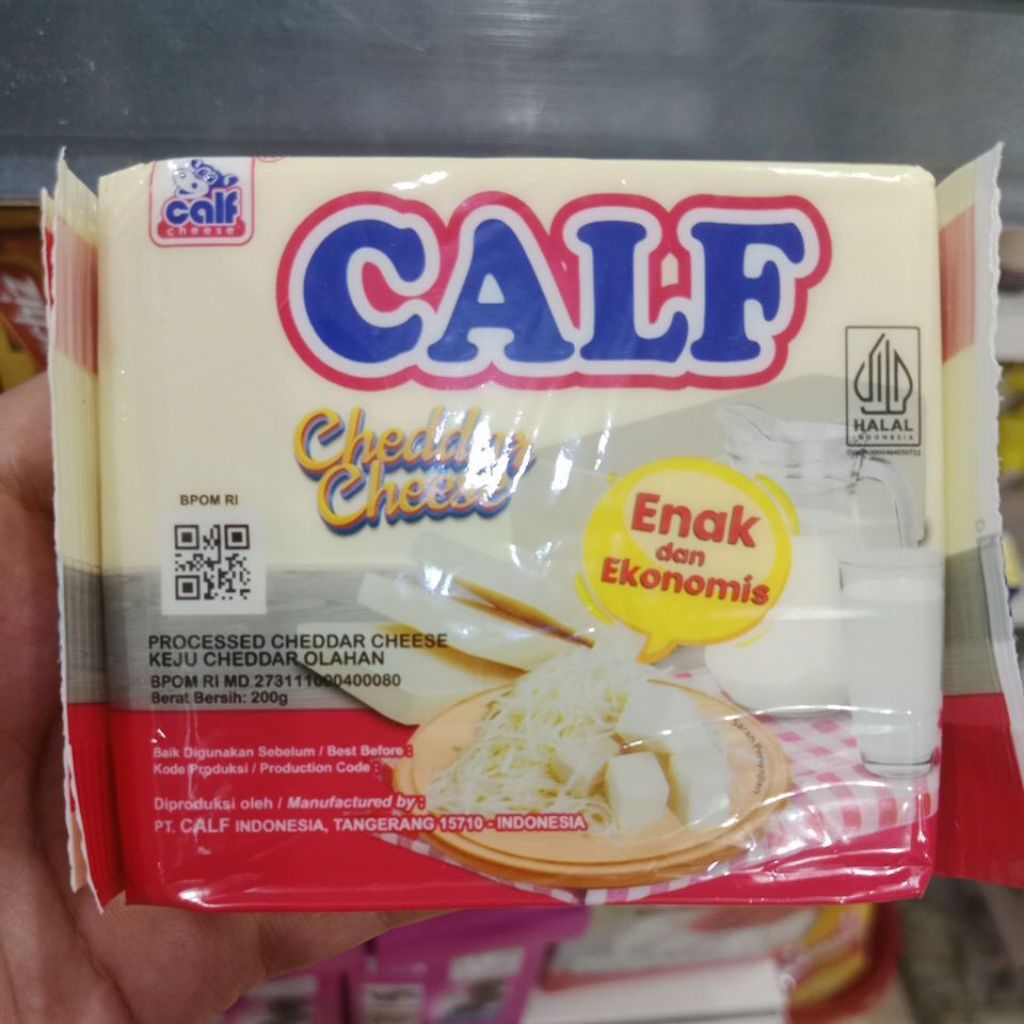 calf
cheese
CALF
Cheddar
Cheese
HALAL
INDONESIA
BPOM RI
Enak
dan
Ekonomis
PROCESSED CHEDDAR CHEESE
KEJU CHEDDAR OLAHAN
BPOM RI MD 273111000400080
Berat Bersih: 200g
Baik Digunakan Sebelum / Best Before :
Kode Produksi / Production Code :
Diproduksi oleh / Manufactured by :
PT. CALF INDONESIA, TANGERANG 15710 - INDONESIA